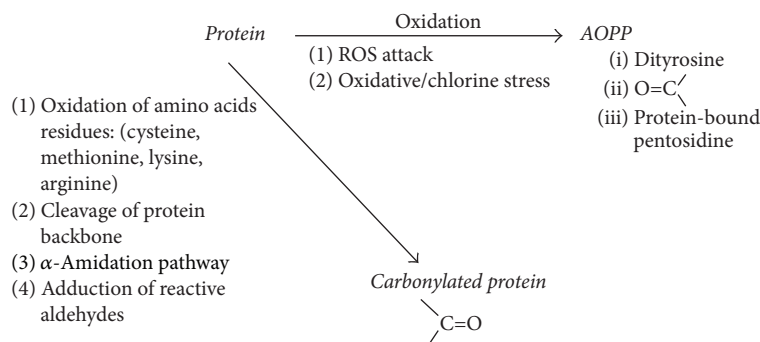 Oxidation
Protein
AOPP
(1) ROS attack
(2) Oxidative/chlorine stress
(i) Dityrosine
(ii) O=C
(iii) Protein-bound
pentosidine
(1) Oxidation of amino acids
residues: (cysteine,
methionine, lysine,
arginine)
(2) Cleavage of protein
backbone
(3) α-Amidation pathway
(4) Adduction of reactive
aldehydes
Carbonylated protein
C=O